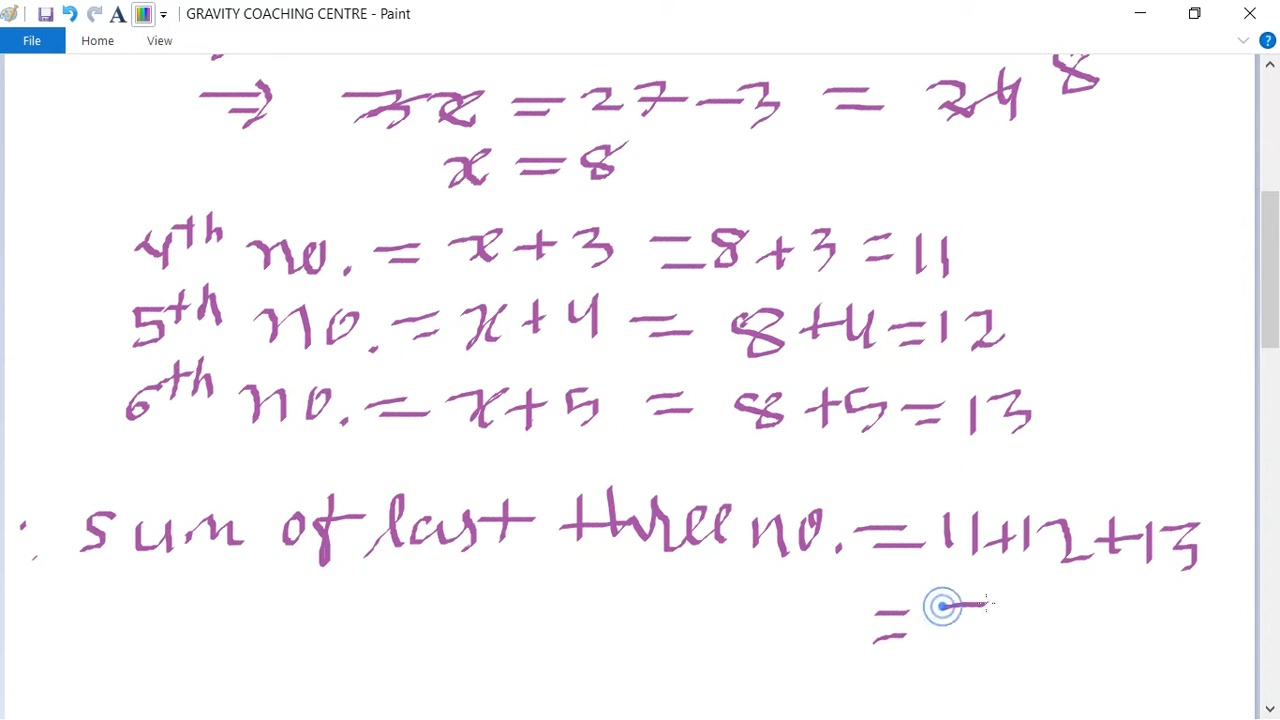 GRAVITY COACHING CENTRE - Paint
File Home View
⇒ 3x = 27-3 = 24 8
x = 8
4th no. = x+3 = 8+3 = 11
5th no. = x+4 = 8+4 = 12
6th no. = x+5 = 8+5 = 13
sum of last three no. = 11+12+13
=